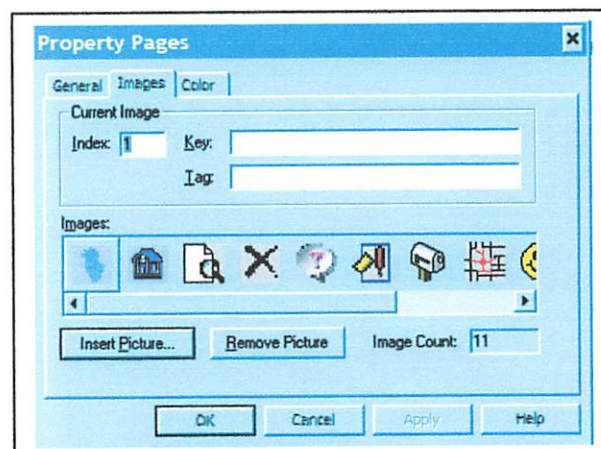 Property Pages
General Images Color
Current Image
Index: 1 Key:
Tag:
Images:
Insert Picture... Remove Picture Image Count: 11
OK Cancel Apply Help